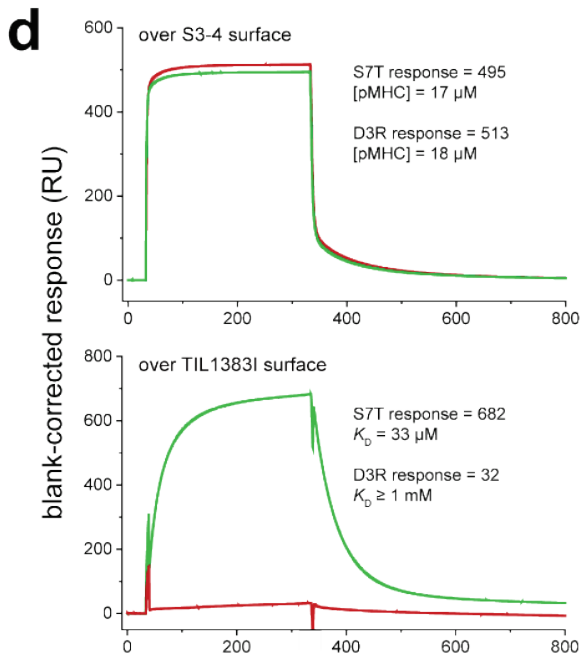 d
blank-corrected response (RU)
over S3-4 surface
600
400
200
0
S7T response = 495
[pMHC] = 17 µM
D3R response = 513
[pMHC] = 18 µM
0 200 400 600 800
over TIL1383I surface
800
600
400
200
0
S7T response = 682
K_D = 33 µM
D3R response = 32
K_D ≥ 1 mM
0 200 400 600 800